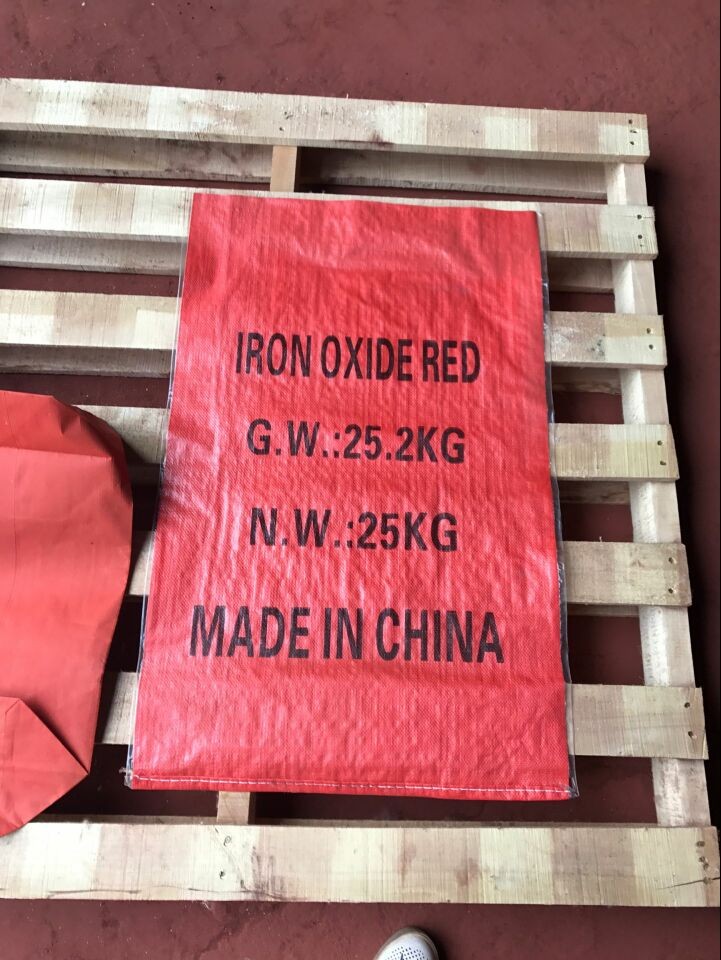 IRON OXIDE RED
G.W.:25.2KG
N.W.:25KG
MADE IN CHINA